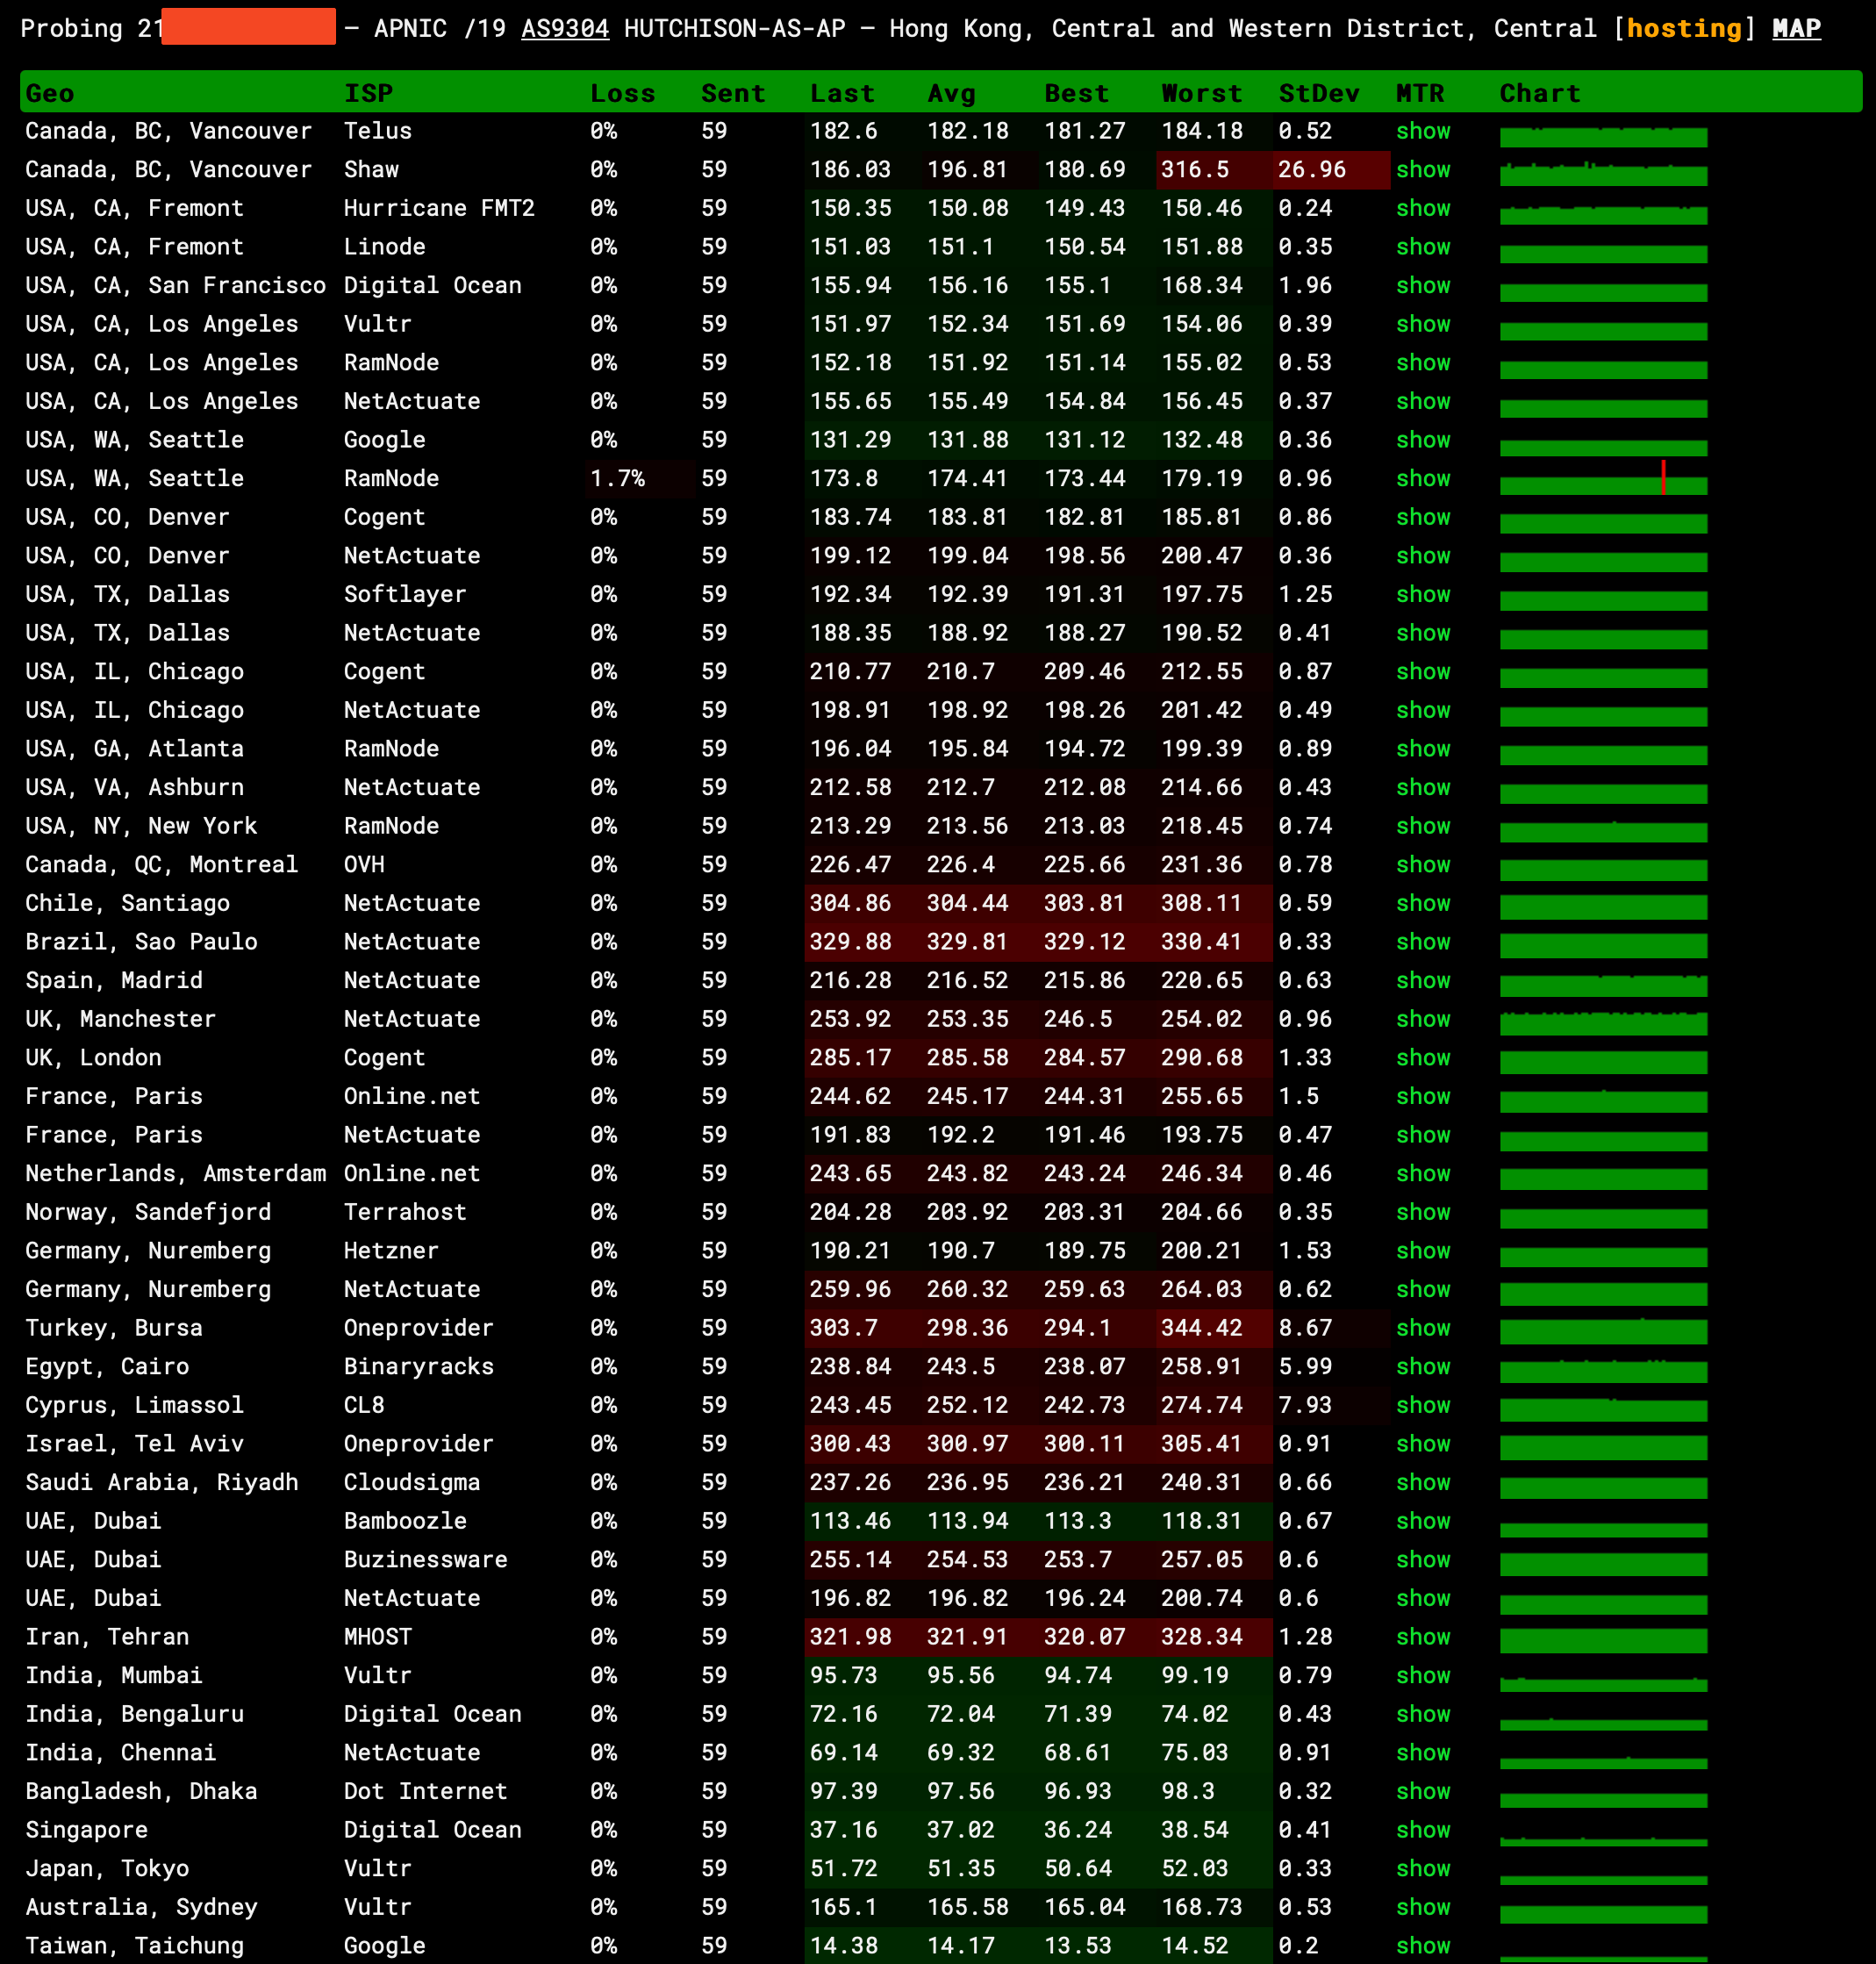 Probing 21 — APNIC /19 AS9304 HUTCHISON-AS-AP — Hong Kong, Central and Western District, Central [hosting] MAP
Geo ISP Loss Sent Last Avg Best Worst StDev MTR Chart
Canada, BC, Vancouver Telus 0% 59 182.6 182.18 181.27 184.18 0.52 show
Canada, BC, Vancouver Shaw 0% 59 186.03 196.81 180.69 316.5 26.96 show
USA, CA, Fremont Hurricane FMT2 0% 59 150.35 150.08 149.43 150.46 0.24 show
USA, CA, Fremont Linode 0% 59 151.03 151.1 150.54 151.88 0.35 show
USA, CA, San Francisco Digital Ocean 0% 59 155.94 156.16 155.1 168.34 1.96 show
USA, CA, Los Angeles Vultr 0% 59 151.97 152.34 151.69 154.06 0.39 show
USA, CA, Los Angeles RamNode 0% 59 152.18 151.92 151.14 155.02 0.53 show
USA, CA, Los Angeles NetActuate 0% 59 155.65 155.49 154.84 156.45 0.37 show
USA, WA, Seattle Google 0% 59 131.29 131.88 131.12 132.48 0.36 show
USA, WA, Seattle RamNode 1.7% 59 173.8 174.41 173.44 179.19 0.96 show
USA, CO, Denver Cogent 0% 59 183.74 183.81 182.81 185.81 0.86 show
USA, CO, Denver NetActuate 0% 59 199.12 199.04 198.56 200.47 0.36 show
USA, TX, Dallas Softlayer 0% 59 192.34 192.39 191.31 197.75 1.25 show
USA, TX, Dallas NetActuate 0% 59 188.35 188.92 188.27 190.52 0.41 show
USA, IL, Chicago Cogent 0% 59 210.77 210.7 209.46 212.55 0.87 show
USA, IL, Chicago NetActuate 0% 59 198.91 198.92 198.26 201.42 0.49 show
USA, GA, Atlanta RamNode 0% 59 196.04 195.84 194.72 199.39 0.89 show
USA, VA, Ashburn NetActuate 0% 59 212.58 212.7 212.08 214.66 0.43 show
USA, NY, New York RamNode 0% 59 213.29 213.56 213.03 218.45 0.74 show
Canada, QC, Montreal OVH 0% 59 226.47 226.4 225.66 231.36 0.78 show
Chile, Santiago NetActuate 0% 59 304.86 304.44 303.81 308.11 0.59 show
Brazil, Sao Paulo NetActuate 0% 59 329.88 329.81 329.12 330.41 0.33 show
Spain, Madrid NetActuate 0% 59 216.28 216.52 215.86 220.65 0.63 show
UK, Manchester NetActuate 0% 59 253.92 253.35 246.5 254.02 0.96 show
UK, London Cogent 0% 59 285.17 285.58 284.57 290.68 1.33 show
France, Paris Online.net 0% 59 244.62 245.17 244.31 255.65 1.5 show
France, Paris NetActuate 0% 59 191.83 192.2 191.46 193.75 0.47 show
Netherlands, Amsterdam Online.net 0% 59 243.65 243.82 243.24 246.34 0.46 show
Norway, Sandefjord Terrahost 0% 59 204.28 203.92 203.31 204.66 0.35 show
Germany, Nuremberg Hetzner 0% 59 190.21 190.7 189.75 200.21 1.53 show
Germany, Nuremberg NetActuate 0% 59 259.96 260.32 259.63 264.03 0.62 show
Turkey, Bursa Oneprovider 0% 59 303.7 298.36 294.1 344.42 8.67 show
Egypt, Cairo Binaryracks 0% 59 238.84 243.5 238.07 258.91 5.99 show
Cyprus, Limassol CL8 0% 59 243.45 252.12 242.73 274.74 7.93 show
Israel, Tel Aviv Oneprovider 0% 59 300.43 300.97 300.11 305.41 0.91 show
Saudi Arabia, Riyadh Cloudsigma 0% 59 237.26 236.95 236.21 240.31 0.66 show
UAE, Dubai Bamboozle 0% 59 113.46 113.94 113.3 118.31 0.67 show
UAE, Dubai Buzinessware 0% 59 255.14 254.53 253.7 257.05 0.6 show
UAE, Dubai NetActuate 0% 59 196.82 196.82 196.24 200.74 0.6 show
Iran, Tehran MHOST 0% 59 321.98 321.91 320.07 328.34 1.28 show
India, Mumbai Vultr 0% 59 95.73 95.56 94.74 99.19 0.79 show
India, Bengaluru Digital Ocean 0% 59 72.16 72.04 71.39 74.02 0.43 show
India, Chennai NetActuate 0% 59 69.14 69.32 68.61 75.03 0.91 show
Bangladesh, Dhaka Dot Internet 0% 59 97.39 97.56 96.93 98.3 0.32 show
Singapore Digital Ocean 0% 59 37.16 37.02 36.24 38.54 0.41 show
Japan, Tokyo Vultr 0% 59 51.72 51.35 50.64 52.03 0.33 show
Australia, Sydney Vultr 0% 59 165.1 165.58 165.04 168.73 0.53 show
Taiwan, Taichung Google 0% 59 14.38 14.17 13.53 14.52 0.2 show